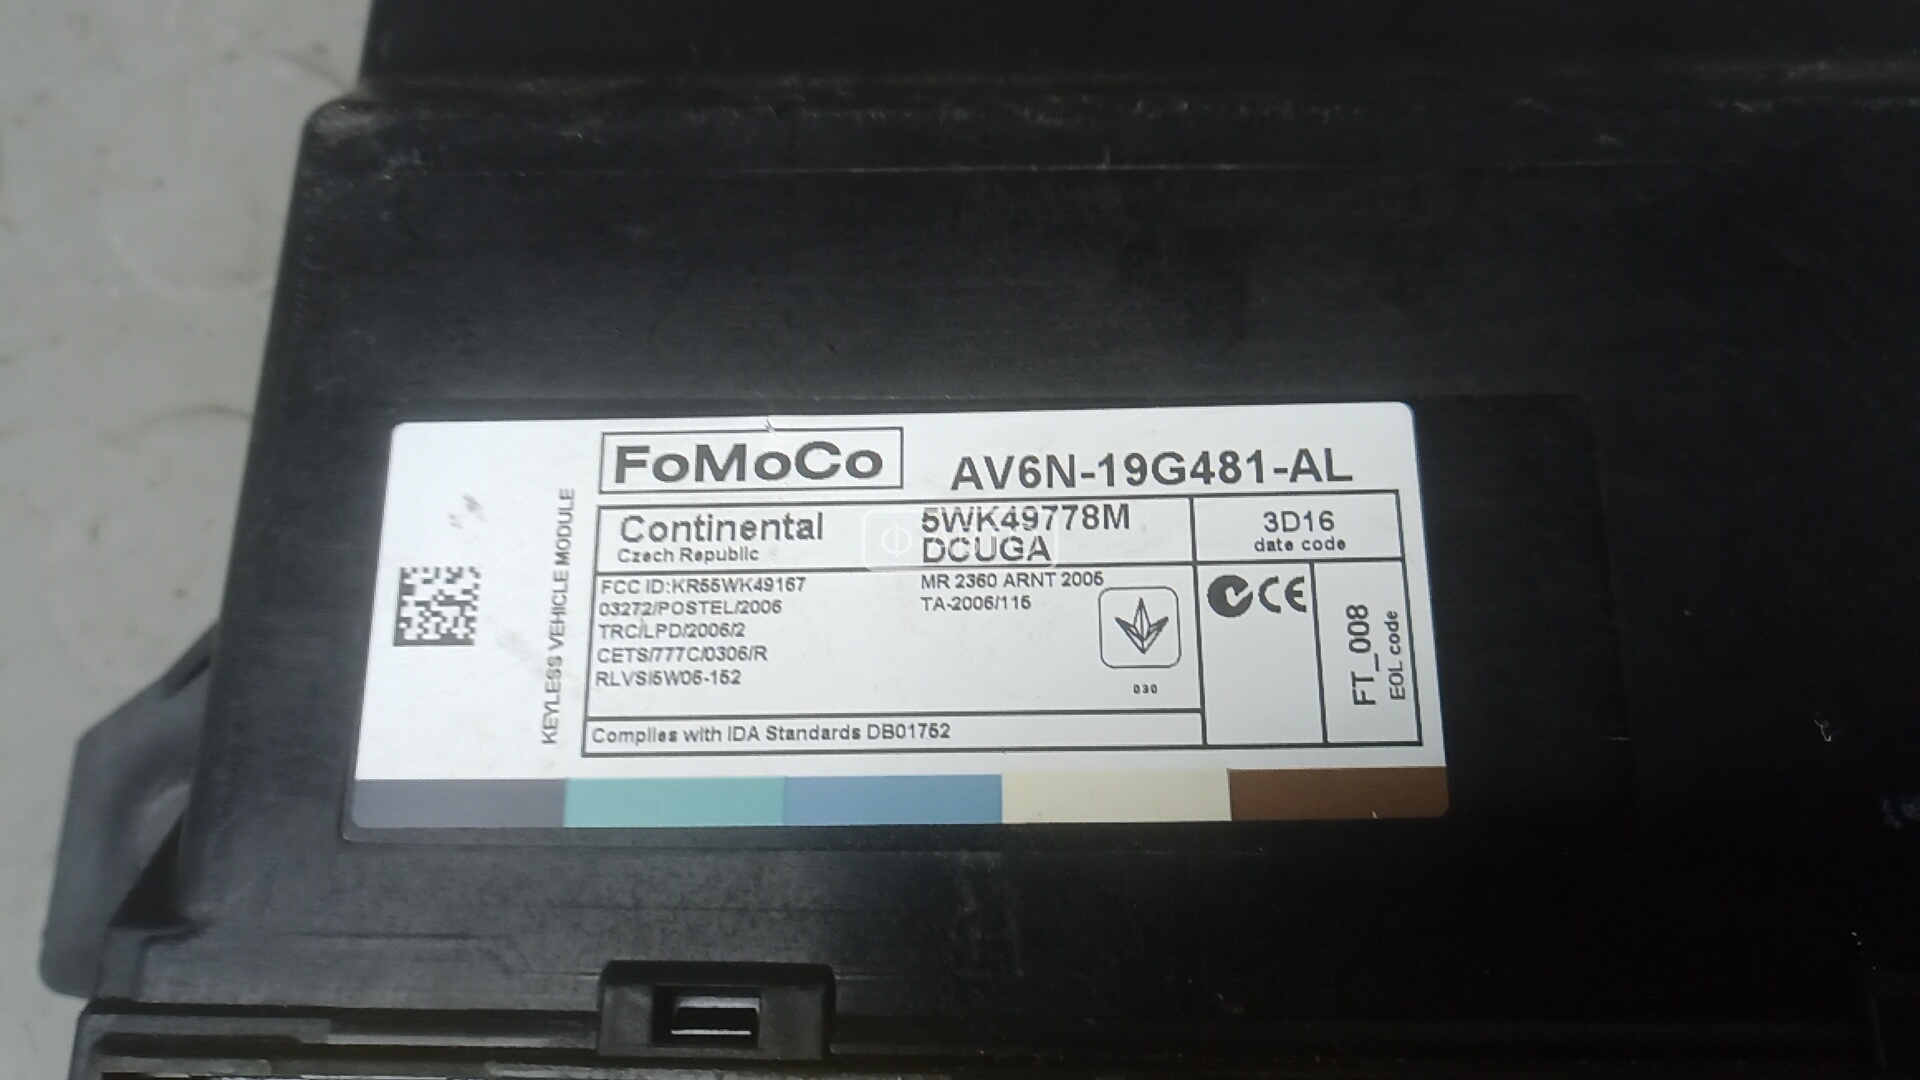 FoMoCo AV6N-19G481-AL
KEYLESS VEHICLE MODULE
Continental
Czech Republic
5WK49778M
DCUGA
3D16
date code
FCC ID:KR55WK49167
03272/POSTEL/2006
TRC/LPD/2006/2
CETS/777C/0306/R
RLVSI5W06-152
MR 2360 ARNT 2005
TA-2006/115
030
CE
FT_008
EOL code
Complies with IDA Standards DB01752